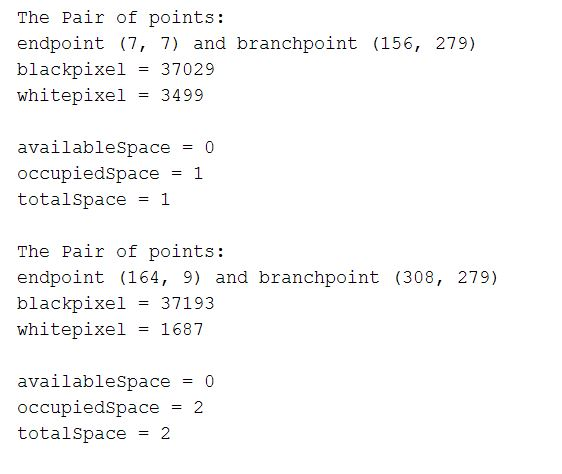 The Pair of points:
endpoint (7, 7) and branchpoint (156, 279)
blackpixel = 37029
whitepixel = 3499
availableSpace = 0
occupiedSpace = 1
totalSpace = 1
The Pair of points:
endpoint (164, 9) and branchpoint (308, 279)
blackpixel = 37193
whitepixel = 1687
availableSpace = 0
occupiedSpace = 2
totalSpace = 2